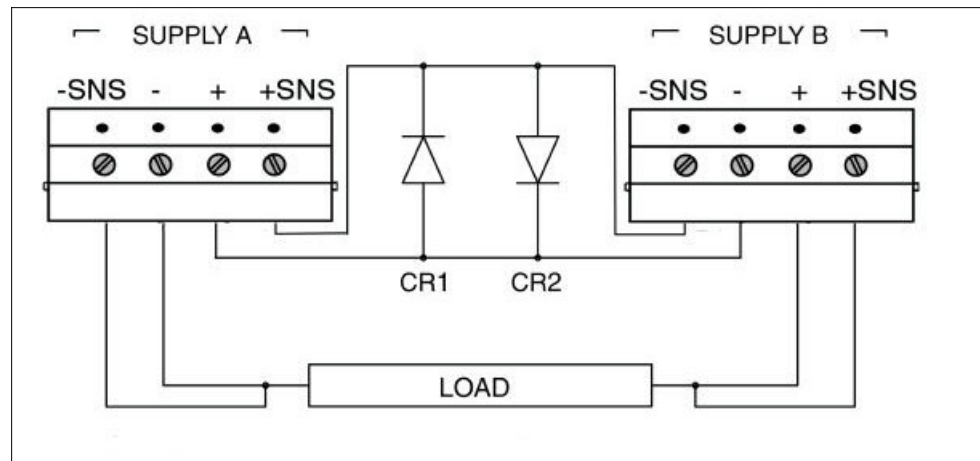 SUPPLY A
SUPPLY B
-SNS - + +SNS
-SNS - + +SNS
CR1
CR2
LOAD